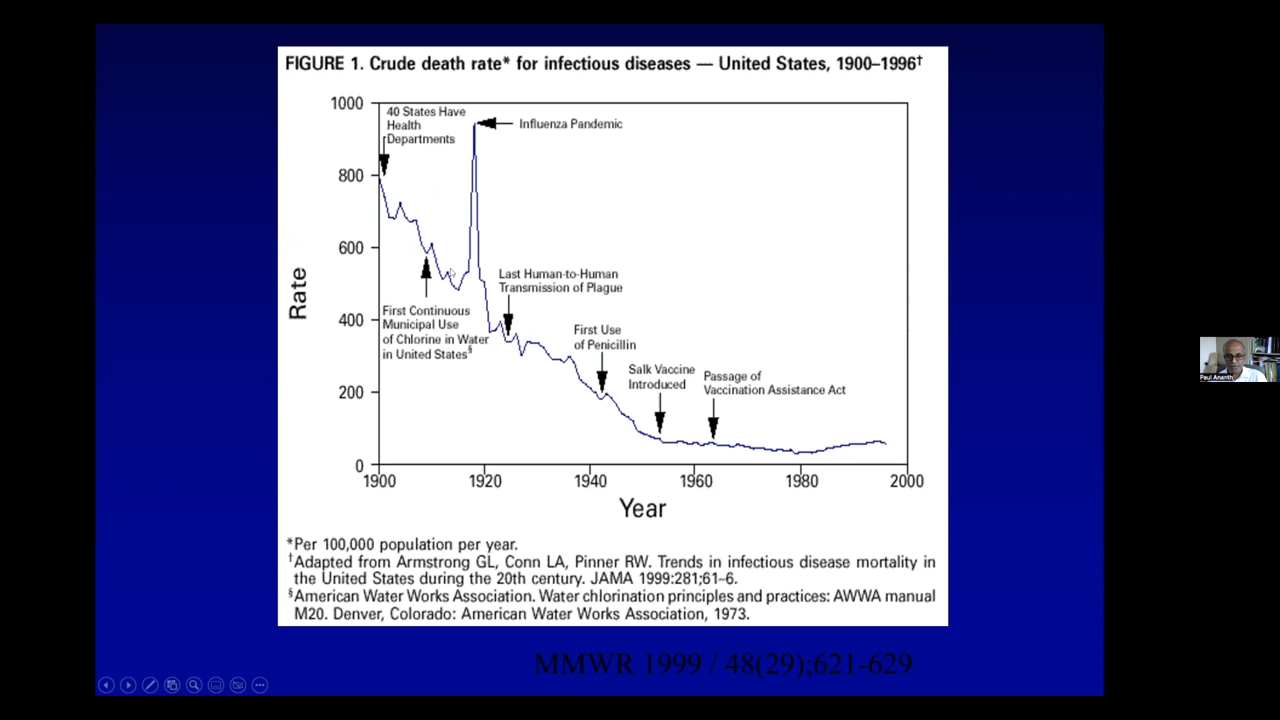 FIGURE 1. Crude death rate* for infectious diseases — United States, 1900–1996†
1000
800
600
400
200
0
Rate
40 States Have
Health
Departments
Influenza Pandemic
Last Human-to-Human
Transmission of Plague
First Continuous
Municipal Use
of Chlorine in Water
in United States§
First Use
of Penicillin
Salk Vaccine
Introduced
Passage of
Vaccination Assistance Act
1900 1920 1940 1960 1980 2000
Year
*Per 100,000 population per year.
†Adapted from Armstrong GL, Conn LA, Pinner RW. Trends in infectious disease mortality in
the United States during the 20th century. JAMA 1999:281;61–6.
§American Water Works Association. Water chlorination principles and practices: AWWA manual
M20. Denver, Colorado: American Water Works Association, 1973.
MMWR 1999 / 48(29);621-629
Paul Ananth